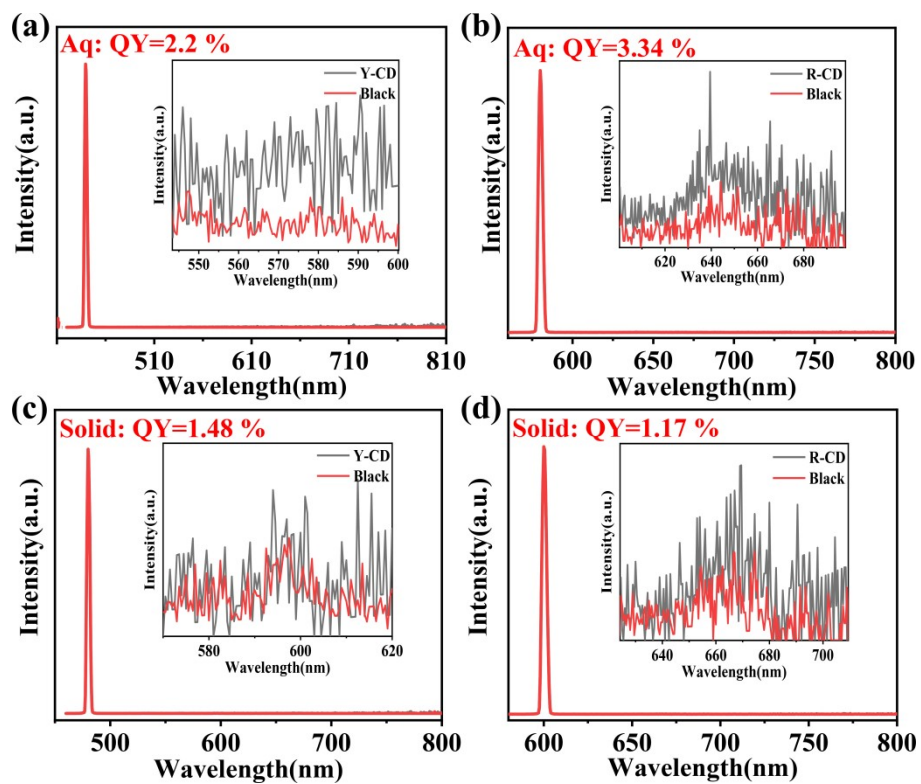 (a)
Aq: QY=2.2 %
Y-CD
Black
Intensity(a.u.)
Intensity(a.u.)
550 560 570 580 590 600
Wavelength(nm)
510 610 710 810
Wavelength(nm)
(b)
Aq: QY=3.34 %
R-CD
Black
Intensity(a.u.)
Intensity(a.u.)
620 640 660 680
Wavelength(nm)
600 650 700 750 800
Wavelength(nm)
(c)
Solid: QY=1.48 %
Y-CD
Black
Intensity(a.u.)
Intensity(a.u.)
580 600 620
Wavelength(nm)
500 600 700 800
Wavelength(nm)
(d)
Solid: QY=1.17 %
R-CD
Black
Intensity(a.u.)
Intensity(a.u.)
640 660 680 700
Wavelength(nm)
600 650 700 750 800
Wavelength(nm)